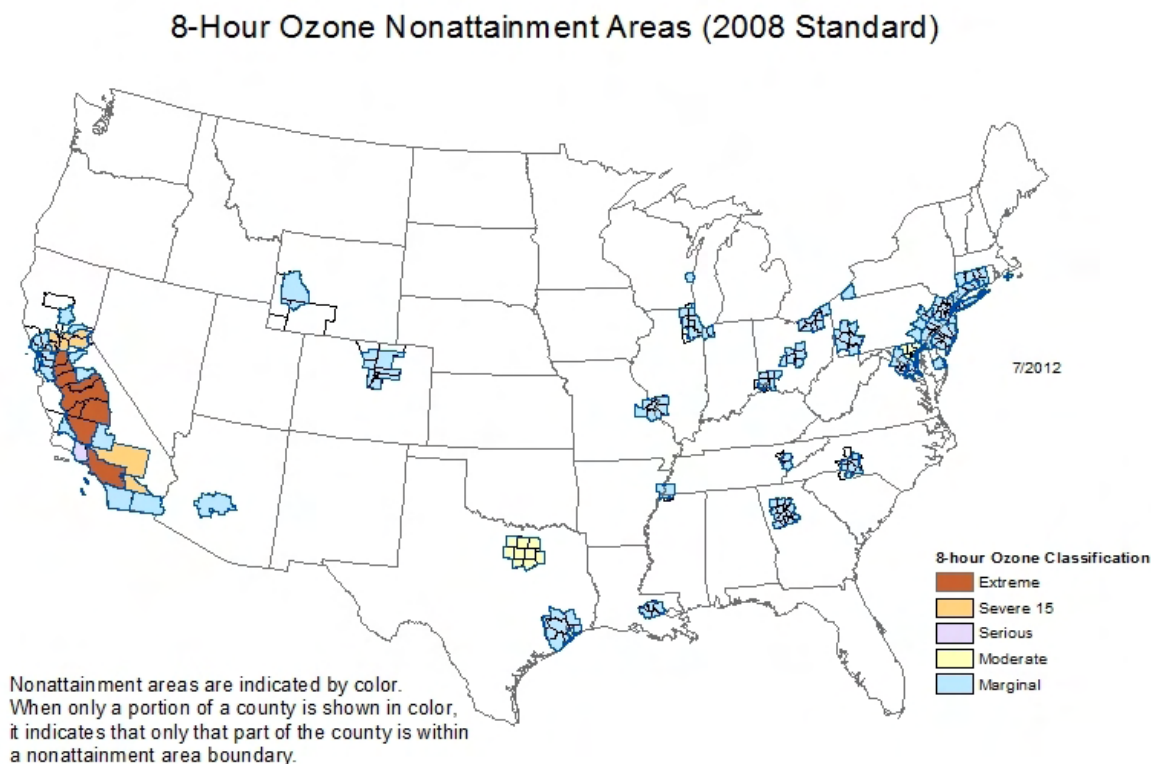 8-Hour Ozone Nonattainment Areas (2008 Standard)
7/2012
8-hour Ozone Classification
Extreme
Severe 15
Serious
Moderate
Marginal
Nonattainment areas are indicated by color.
When only a portion of a county is shown in color,
it indicates that only that part of the county is within
a nonattainment area boundary.